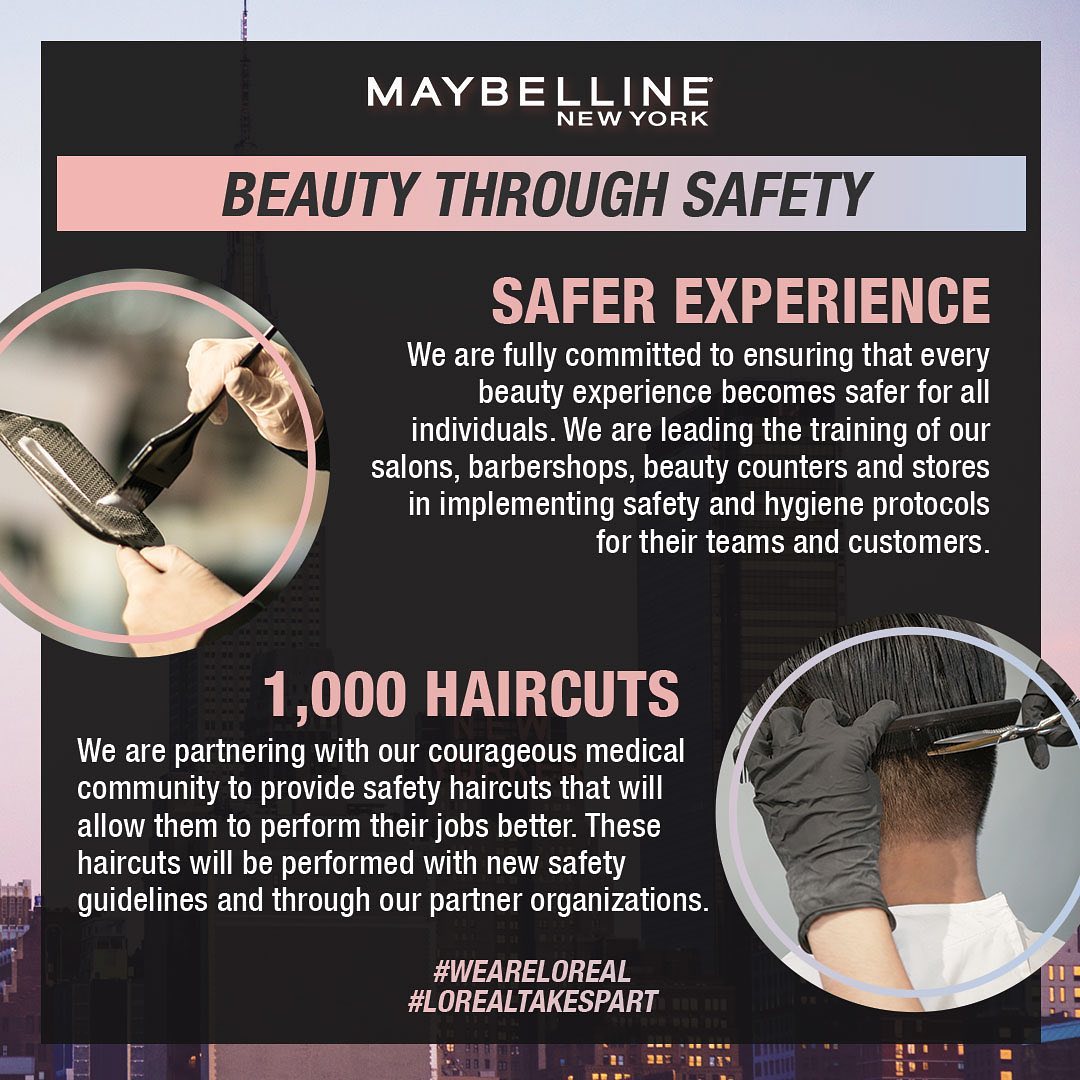 MAYBELLINE
NEW YORK
BEAUTY THROUGH SAFETY
SAFER EXPERIENCE
We are fully committed to ensuring that every
beauty experience becomes safer for all
individuals. We are leading the training of our
salons, barbershops, beauty counters and stores
in implementing safety and hygiene protocols
for their teams and customers.
1,000 HAIRCUTS
We are partnering with our courageous medical
community to provide safety haircuts that will
allow them to perform their jobs better. These
haircuts will be performed with new safety
guidelines and through our partner organizations.
#WEARELOREAL
#LOREALTAKESPART